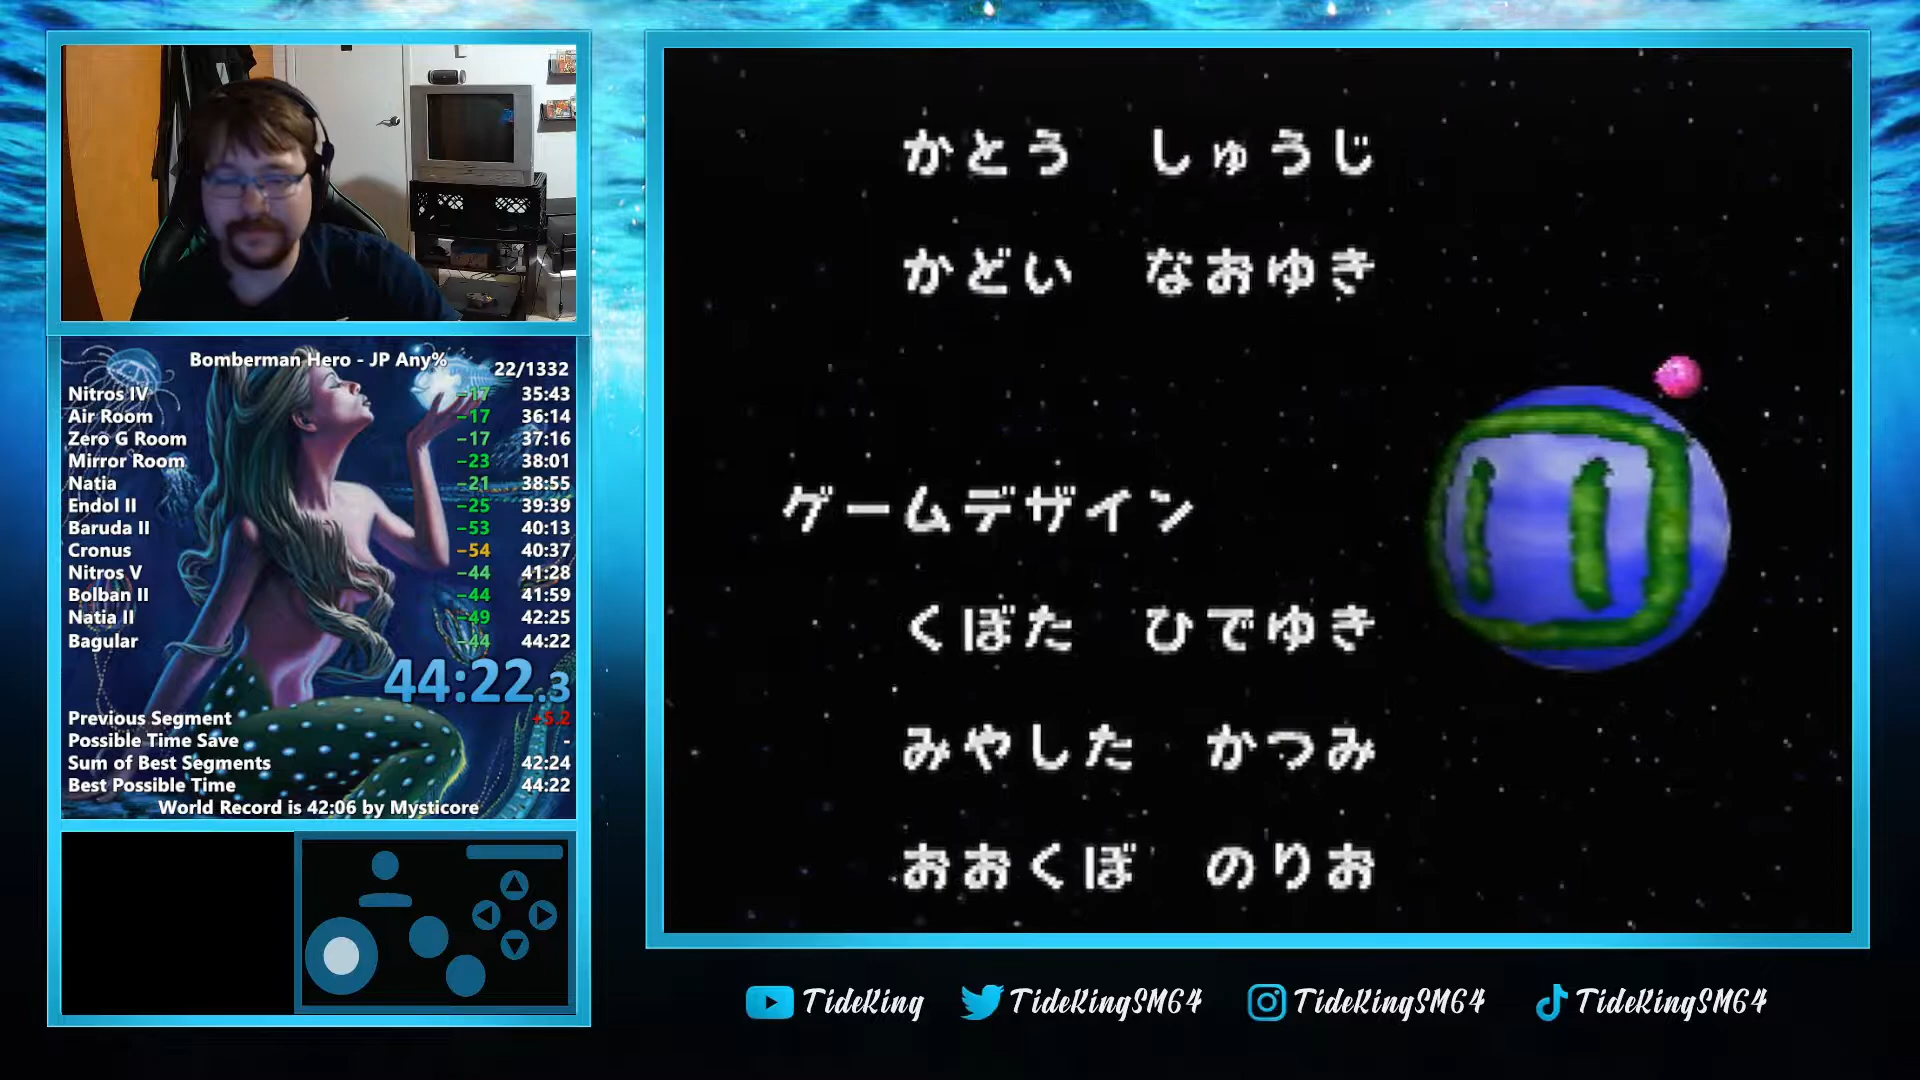 Bomberman Hero - JP Any%
22/1332
Nitros IV -17 35:43
Air Room -17 36:14
Zero G Room -17 37:16
Mirror Room -23 38:01
Natia -21 38:55
Endol II -25 39:39
Baruda II -53 40:13
Cronus -54 40:37
Nitros V -44 41:28
Bolban II -44 41:59
Natia II -49 42:25
Bagular -44 44:22
44:22.3
Previous Segment +5.2
Possible Time Save -
Sum of Best Segments 42:24
Best Possible Time 44:22
World Record is 42:06 by Mysticore
かとう しゅうじ
かどい なおゆき
ゲームデザイン
くぼた ひでゆき
みやした かつみ
おおくぼ のりお
TideKing TideKingSM64 TideKingSM64 TideKingSM64